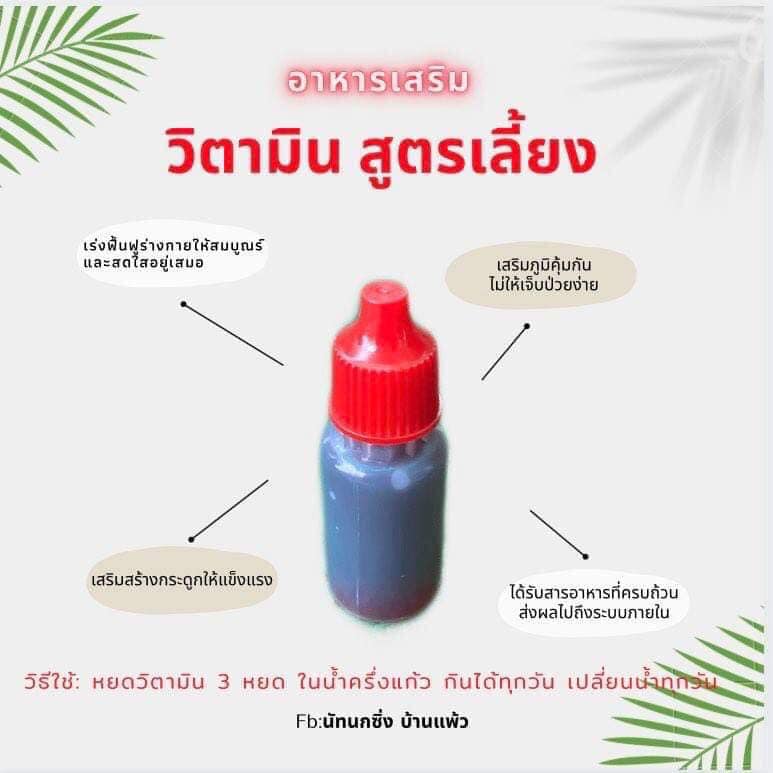 อาหารเสริม
วิตามิน สูตรเลี้ยง
เร่งฟื้นฟูร่างกายให้สมบูณร์
และสดใสอยู่เสมอ
เสริมภูมิคุ้มกัน
ไม่ให้เจ็บป่วยง่าย
เสริมสร้างกระดูกให้แข็งแรง
ได้รับสารอาหารที่ครบถ้วน
ส่งผลไปถึงระบบภายใน
วิธีใช้: หยดวิตามิน 3 หยด ในน้ำครึ่งแก้ว กินได้ทุกวัน เปลี่ยนน้ำทุกวัน
Fb:นัทนกซิ่ง บ้านแพ้ว